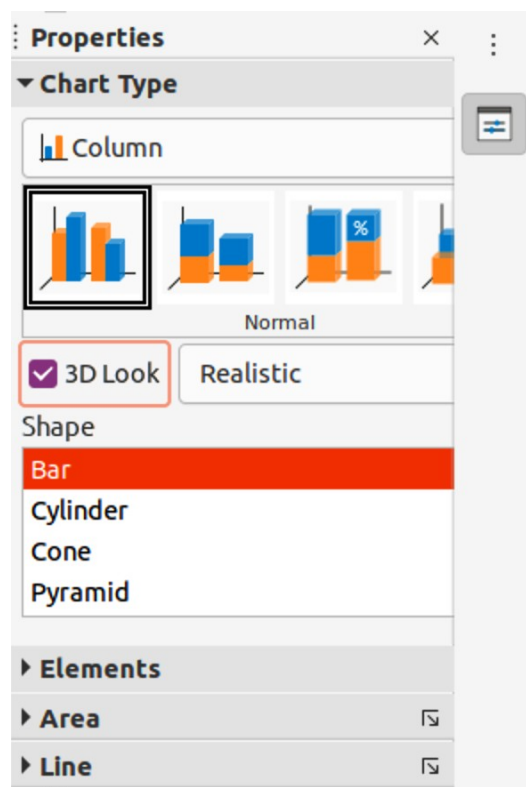 Properties
Chart Type
Column
%
Normal
3D Look
Realistic
Shape
Bar
Cylinder
Cone
Pyramid
Elements
Area
Line